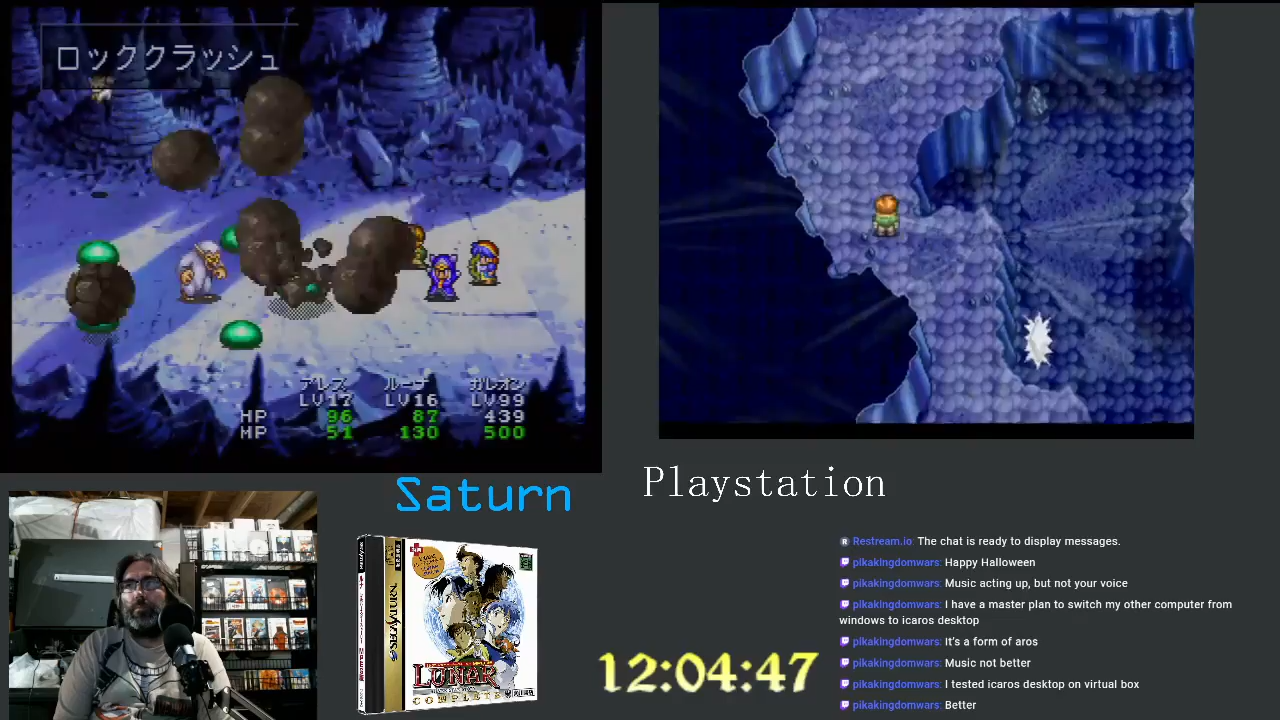 ロッククラッシュ
アレス ルーナ ガレオン
LV17 LV16 LV99
HP 96 87 439
MP 51 130 500
Saturn
Playstation
LUNAR
COMPLETE
12:04:47
Restream.io: The chat is ready to display messages.
pikakingdomwars: Happy Halloween
pikakingdomwars: Music acting up, but not your voice
pikakingdomwars: I have a master plan to switch my other computer from
windows to icaros desktop
pikakingdomwars: It's a form of aros
pikakingdomwars: Music not better
pikakingdomwars: I tested icaros desktop on virtual box
pikakingdomwars: Better